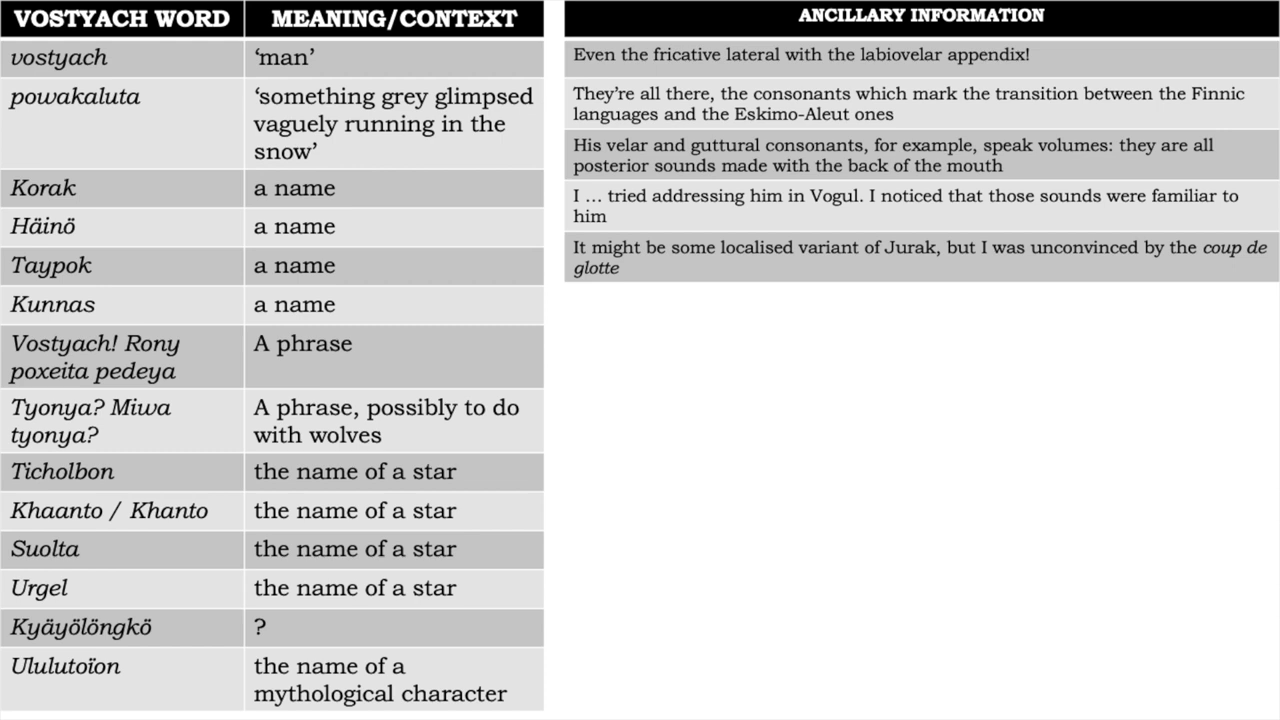 VOSTYACH WORD MEANING/CONTEXT
vostyach ‘man’
powakaluta ‘something grey glimpsed
vaguely running in the
snow’
Korak a name
Häinö a name
Taypok a name
Kunnas a name
Vostyach! Rony A phrase
poxeita pedeya
Tyonya? Miwa A phrase, possibly to do
tyonya? with wolves
Ticholbon the name of a star
Khaanto / Khanto the name of a star
Suolta the name of a star
Urgel the name of a star
Kyäyölöngkö ?
Ululutoïon the name of a
mythological character
ANCILLARY INFORMATION
Even the fricative lateral with the labiovelar appendix!
They’re all there, the consonants which mark the transition between the Finnic
languages and the Eskimo-Aleut ones
His velar and guttural consonants, for example, speak volumes: they are all
posterior sounds made with the back of the mouth
I … tried addressing him in Vogul. I noticed that those sounds were familiar to
him
It might be some localised variant of Jurak, but I was unconvinced by the coup de
glotte